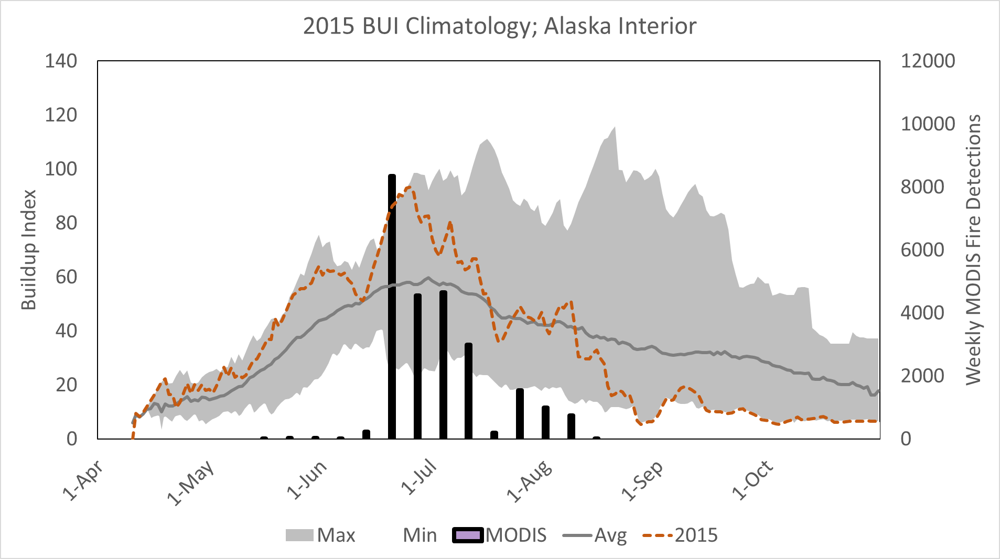 2015 BUI Climatology; Alaska Interior
140
120
100
80
60
40
20
0
Buildup Index
12000
10000
8000
6000
4000
2000
0
Weekly MODIS Fire Detections
1-Apr
1-May
1-Jun
1-Jul
1-Aug
1-Sep
1-Oct
Max Min MODIS Avg 2015